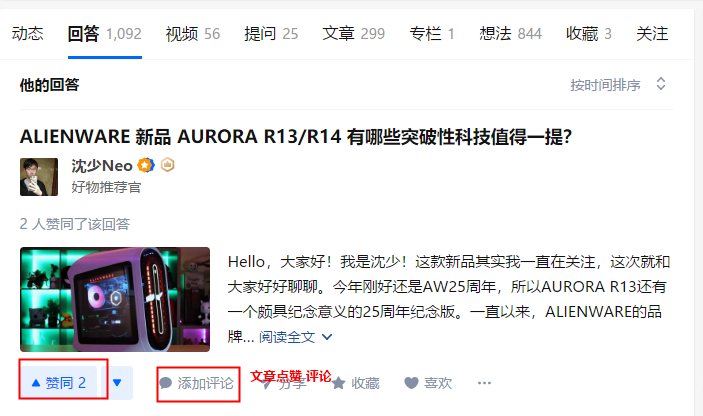 动态 回答 1,092 视频 56 提问 25 文章 299 专栏 1 想法 844 收藏 3 关注
他的回答 按时间排序
ALIENWARE 新品 AURORA R13/R14 有哪些突破性科技值得一提？
沈少Neo
好物推荐官
2 人赞同了该回答
Hello，大家好！我是沈少！这款新品其实我一直在关注，这次就和
大家好好聊聊。今年刚好还是AW25周年，所以AURORA R13还有
一个颇具纪念意义的25周年纪念版。一直以来，ALIENWARE的品
牌... 阅读全文
赞同 2 添加评论 分享 收藏 喜欢 ···
文章点赞 评论